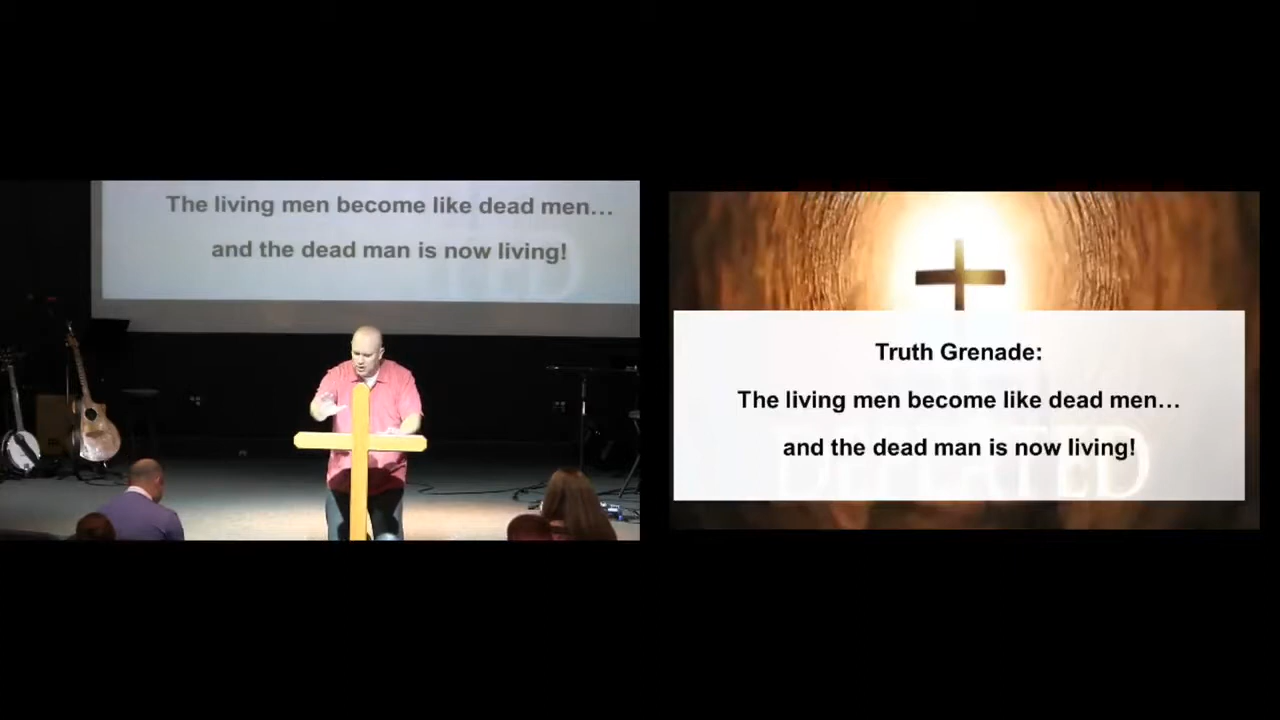 The living men become like dead men…
and the dead man is now living!
Truth Grenade:
The living men become like dead men…
and the dead man is now living!